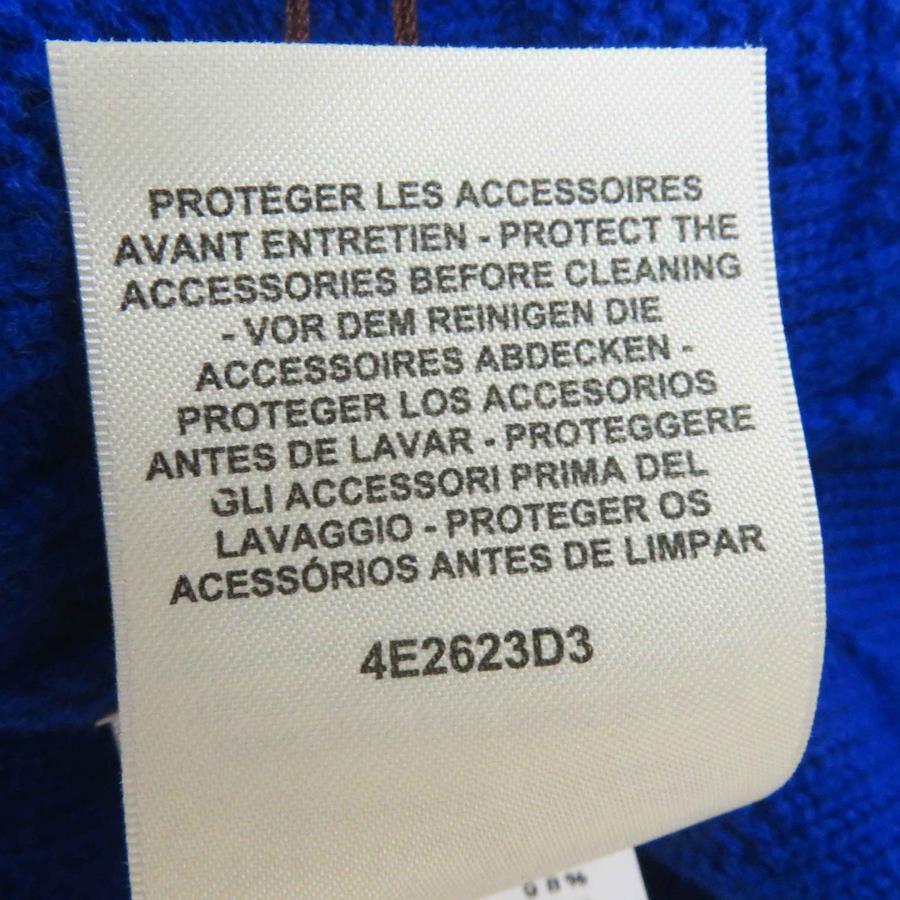 PROTÉGER LES ACCESSOIRES
AVANT ENTRETIEN - PROTECT THE
ACCESSORIES BEFORE CLEANING
- VOR DEM REINIGEN DIE
ACCESSOIRES ABDECKEN -
PROTEGER LOS ACCESORIOS
ANTES DE LAVAR - PROTEGGERE
GLI ACCESSORI PRIMA DEL
LAVAGGIO - PROTEGER OS
ACESSÓRIOS ANTES DE LIMPAR
4E2623D3